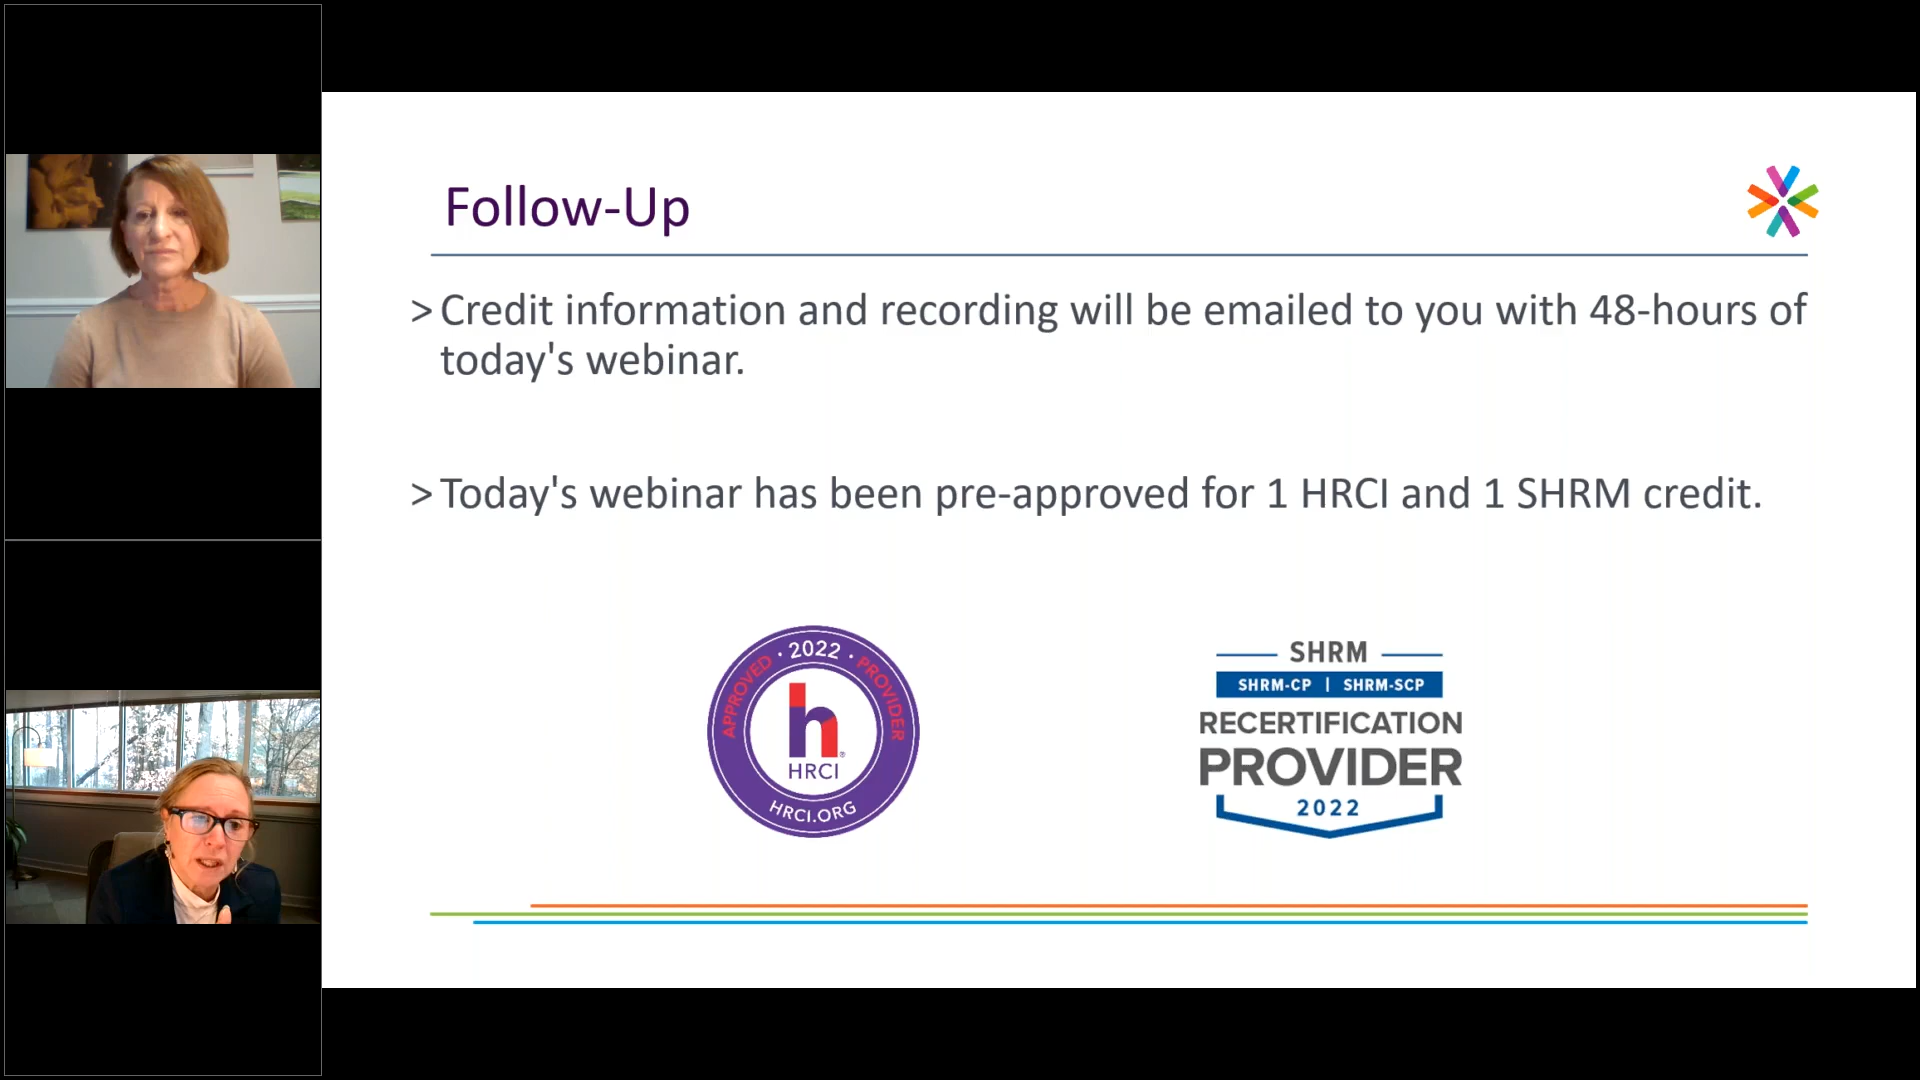 Follow-Up
> Credit information and recording will be emailed to you with 48-hours of
today's webinar.
> Today's webinar has been pre-approved for 1 HRCI and 1 SHRM credit.
APPROVED · 2022 · PROVIDER
h®
HRCI
HRCI.ORG
SHRM
SHRM-CP | SHRM-SCP
RECERTIFICATION
PROVIDER
2022